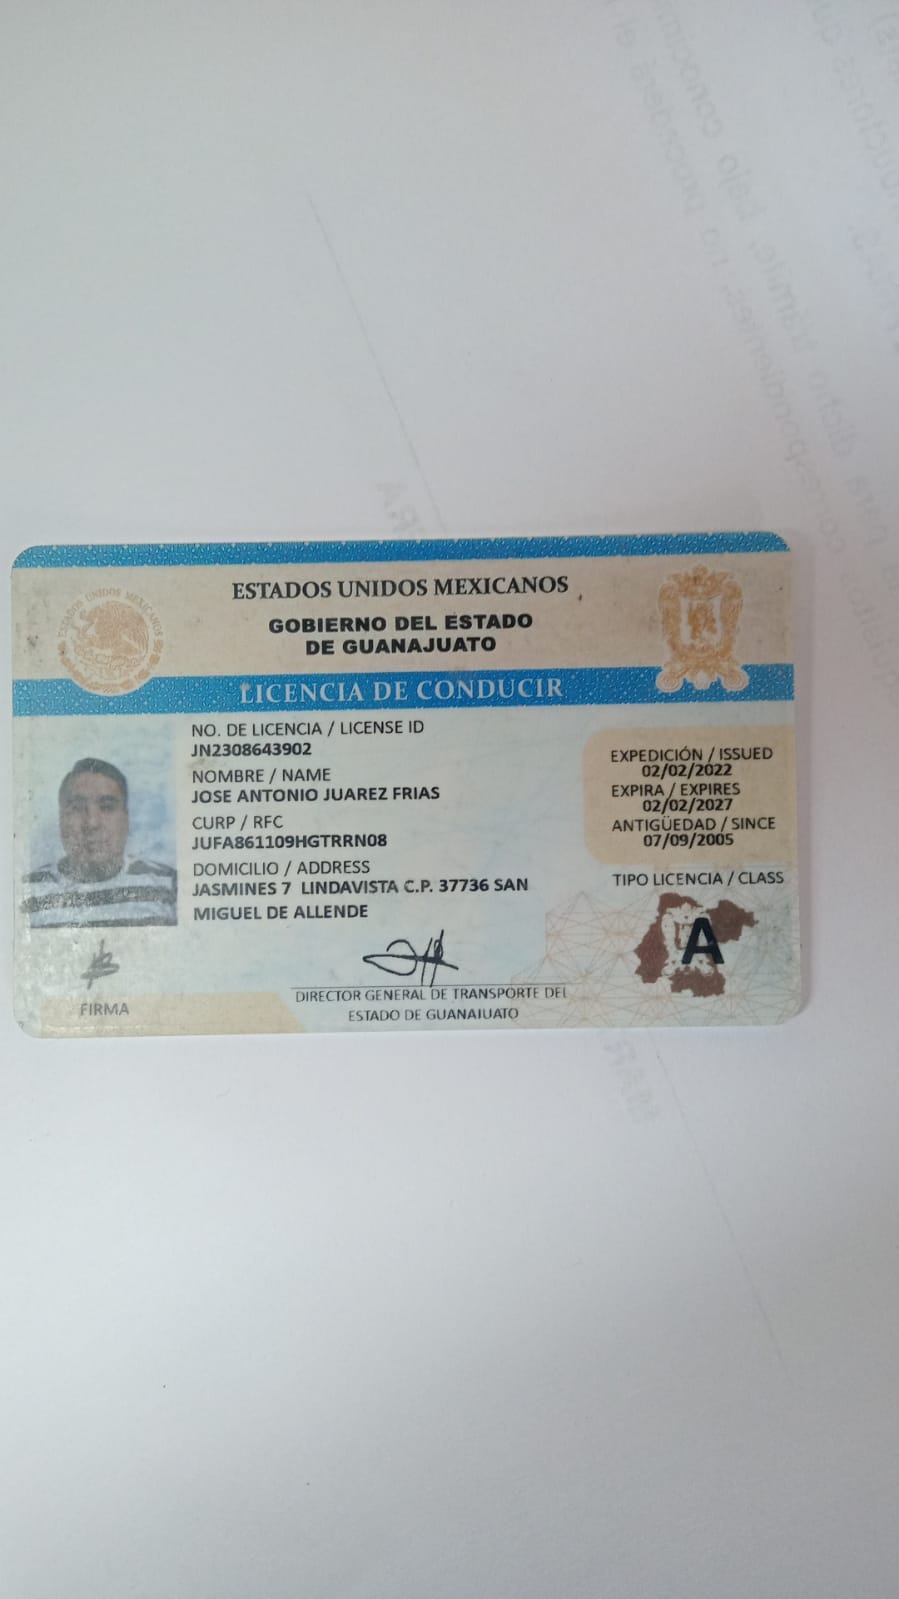 ESTADOS UNIDOS MEXICANOS
GOBIERNO DEL ESTADO
DE GUANAJUATO
ESTADOS UNIDOS MEXICANOS
LICENCIA DE CONDUCIR
NO. DE LICENCIA / LICENSE ID
JN2308643902
NOMBRE / NAME
JOSE ANTONIO JUAREZ FRIAS
CURP / RFC
JUFA861109HGTRRN08
DOMICILIO / ADDRESS
JASMINES 7 LINDAVISTA C.P. 37736 SAN
MIGUEL DE ALLENDE
EXPEDICIÓN / ISSUED
02/02/2022
EXPIRA / EXPIRES
02/02/2027
ANTIGÜEDAD / SINCE
07/09/2005
TIPO LICENCIA / CLASS
A
FIRMA
DIRECTOR GENERAL DE TRANSPORTE DEL
ESTADO DE GUANAJUATO